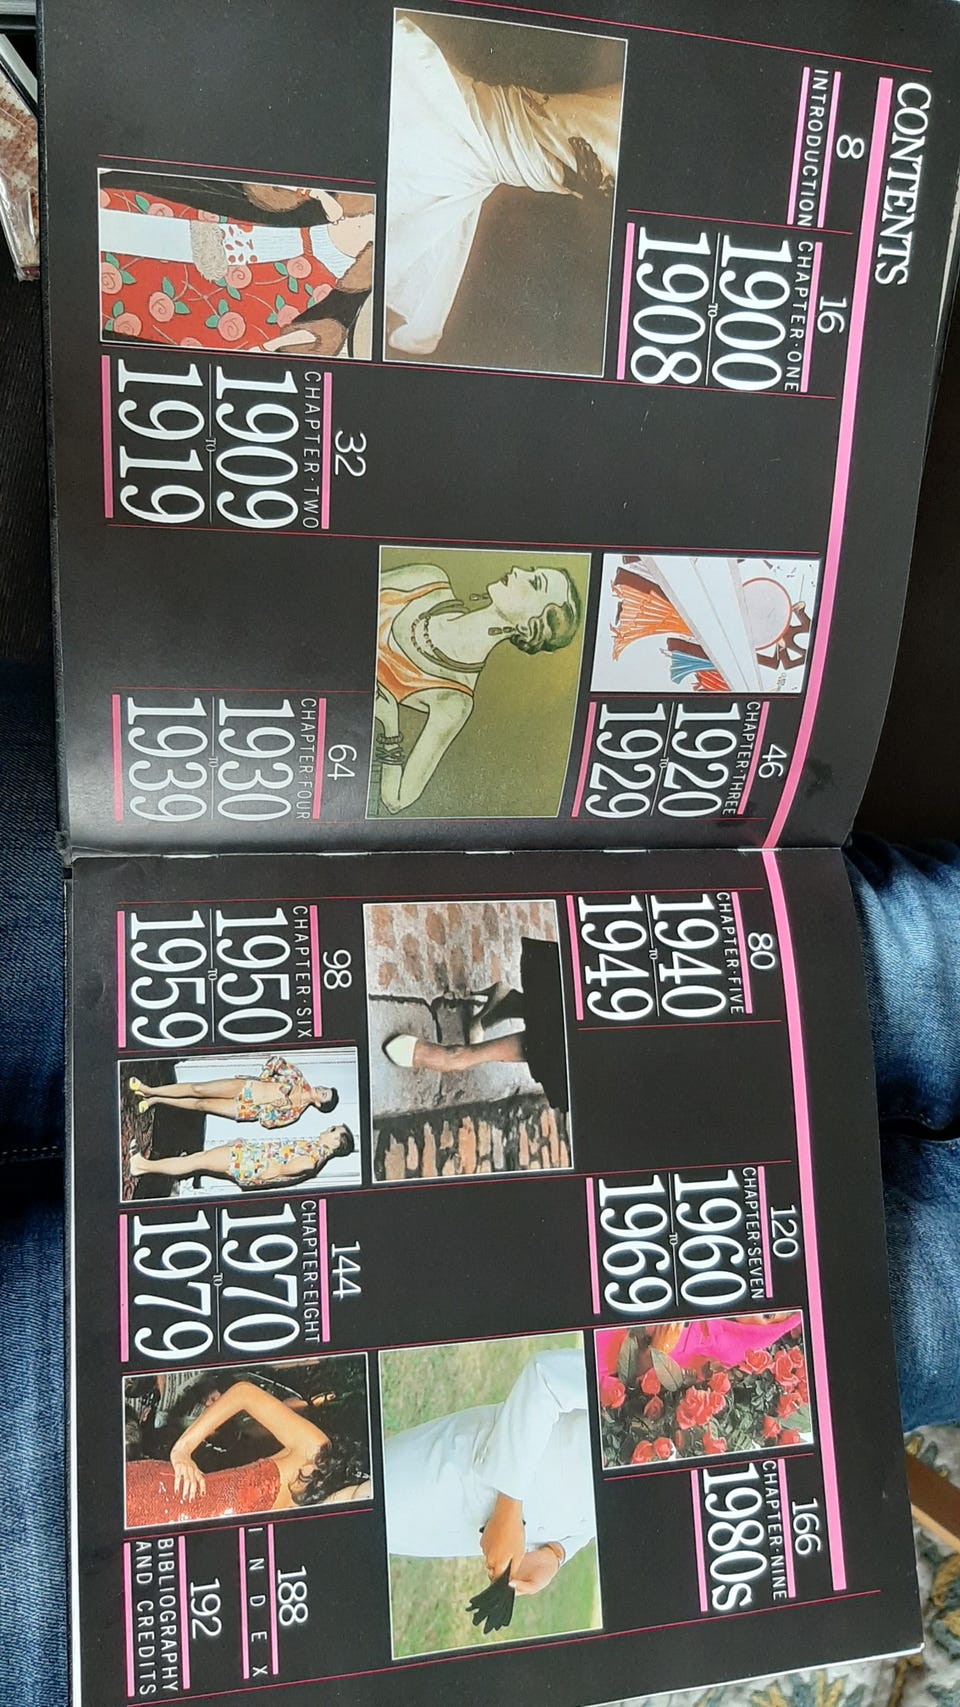 CONTENTS
8
INTRODUCTION
16
CHAPTER·ONE
1900
TO
1908
32
CHAPTER·TWO
1909
TO
1919
46
CHAPTER·THREE
1920
TO
1929
64
CHAPTER·FOUR
1930
TO
1939
80
CHAPTER·FIVE
1940
TO
1949
98
CHAPTER·SIX
1950
TO
1959
120
CHAPTER·SEVEN
1960
TO
1969
144
CHAPTER·EIGHT
1970
TO
1979
166
CHAPTER·NINE
1980s
188
INDEX
192
BIBLIOGRAPHY
AND CREDITS